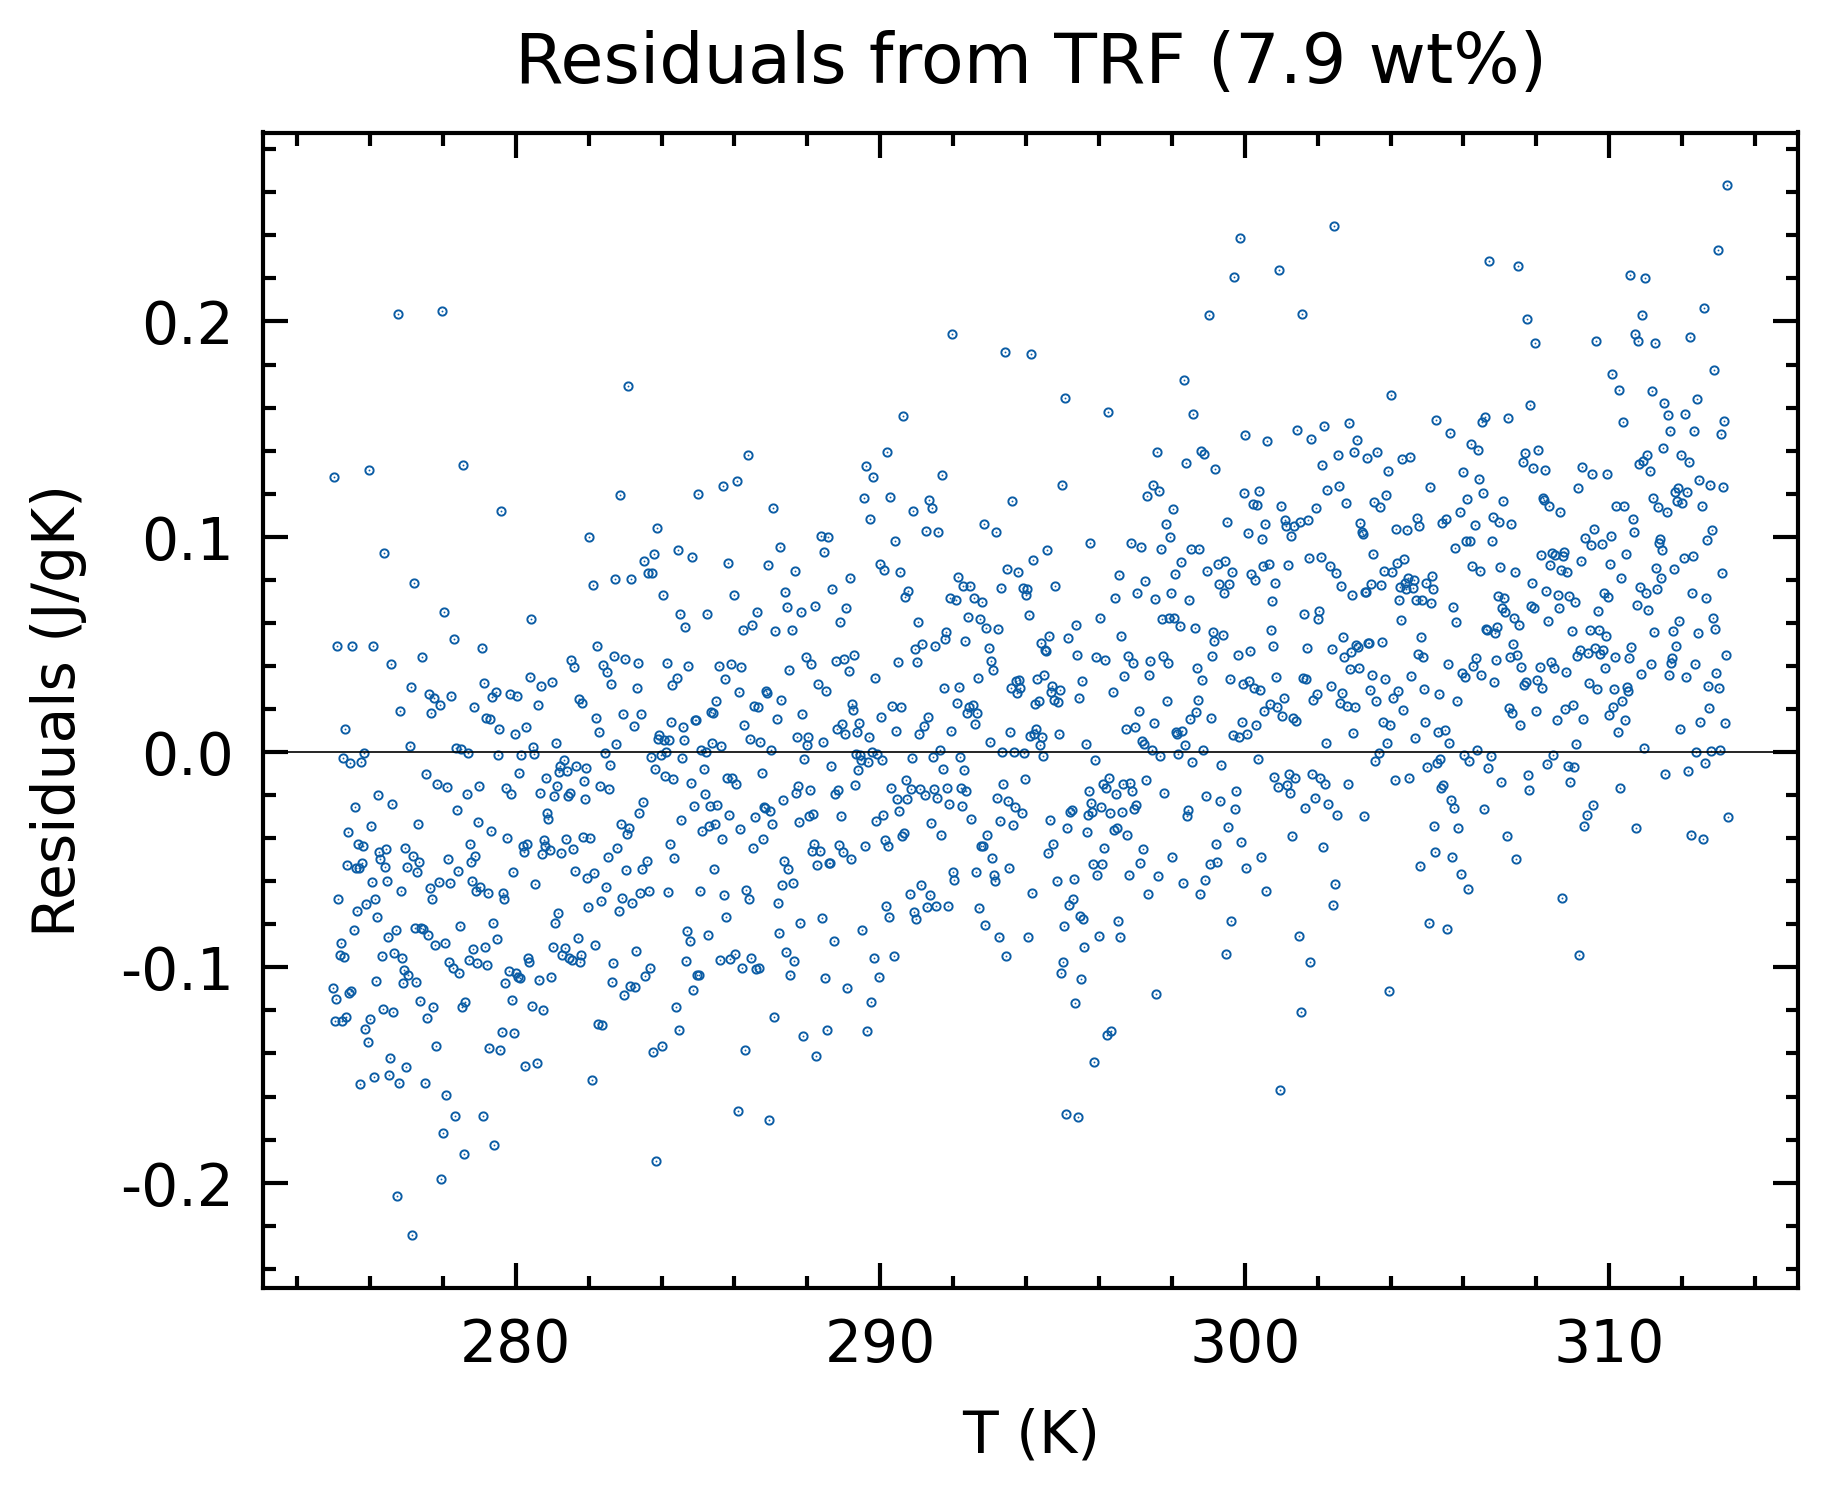 Residuals from TRF (7.9 wt%)
Residuals (J/gK)
0.2
0.1
0.0
-0.1
-0.2
280 290 300 310
T (K)